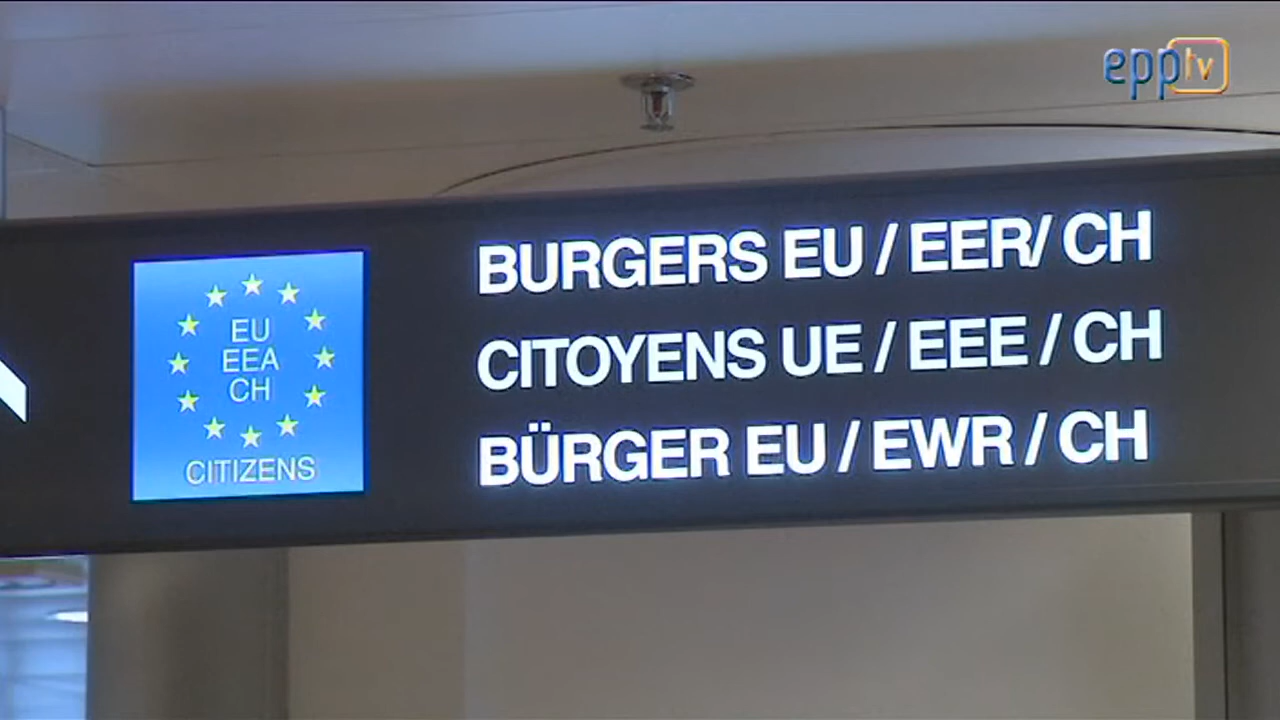 epptv
BURGERS EU / EER/ CH
CITOYENS UE / EEE / CH
BÜRGER EU / EWR / CH
EU
EEA
CH
CITIZENS